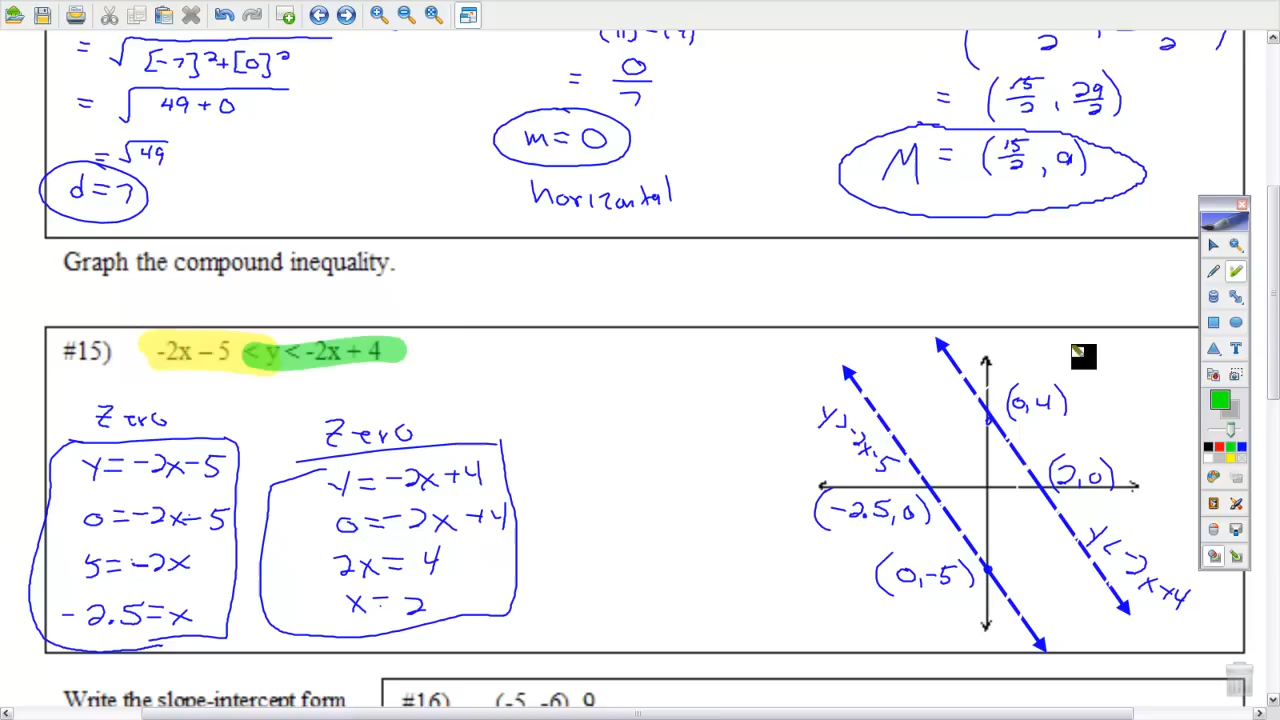 = √[-7]²+[0]²
= √49+0
= √49
d=7
= 0/7
m=0
horizontal
= (15/2, 29/2)
M = (15/2, 9)
Graph the compound inequality.
#15) -2x – 5 < y < -2x + 4
Zero
y=-2x-5
0=-2x-5
5=-2x
-2.5=x
Zero
y=-2x+4
0=-2x+4
2x=4
x=2
(0,4)
y>-2x-5
(2,0)
(-2.5,0)
(0,-5)
y<-2x+4
Write the slope-intercept form
#16) (-5, -6), 9